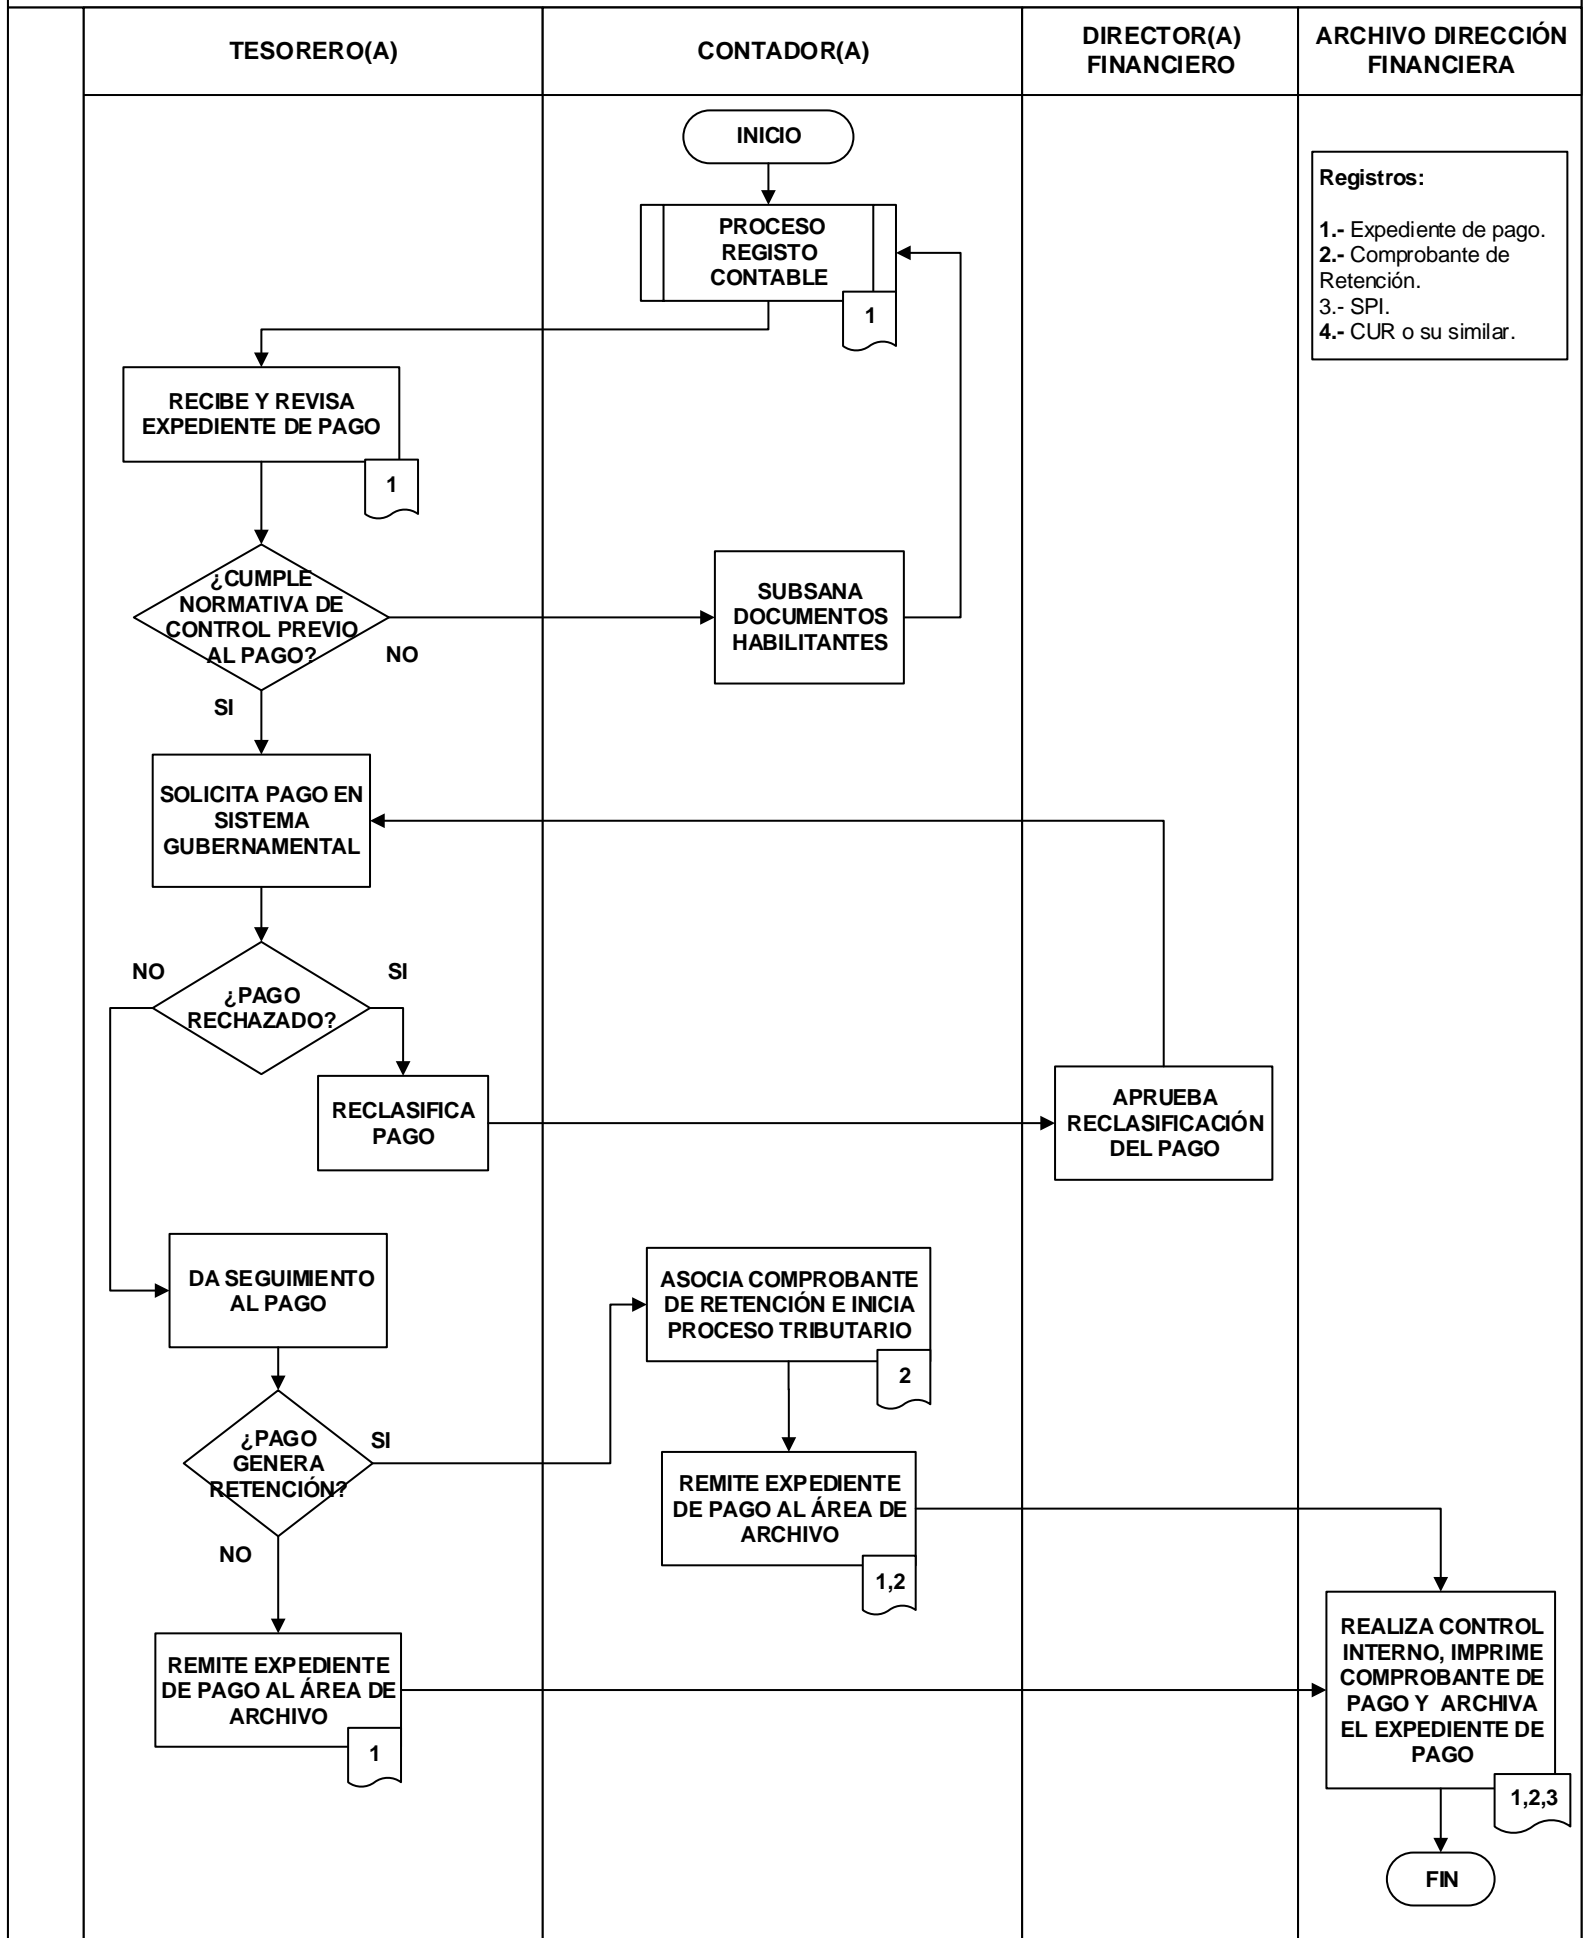 TESORERO(A)
CONTADOR(A)
DIRECTOR(A)
FINANCIERO
ARCHIVO DIRECCIÓN
FINANCIERA
INICIO
Registros:
1.- Expediente de pago.
2.- Comprobante de
Retención.
3.- SPI.
4.- CUR o su similar.
PROCESO
REGISTO
CONTABLE
1
RECIBE Y REVISA
EXPEDIENTE DE PAGO
1
¿CUMPLE
NORMATIVA DE
CONTROL PREVIO
AL PAGO?
NO
SI
SUBSANA
DOCUMENTOS
HABILITANTES
SOLICITA PAGO EN
SISTEMA
GUBERNAMENTAL
NO
SI
¿PAGO
RECHAZADO?
RECLASIFICA
PAGO
APRUEBA
RECLASIFICACIÓN
DEL PAGO
DA SEGUIMIENTO
AL PAGO
ASOCIA COMPROBANTE
DE RETENCIÓN E INICIA
PROCESO TRIBUTARIO
2
¿PAGO
GENERA
RETENCIÓN?
SI
NO
REMITE EXPEDIENTE
DE PAGO AL ÁREA DE
ARCHIVO
1,2
REMITE EXPEDIENTE
DE PAGO AL ÁREA DE
ARCHIVO
1
REALIZA CONTROL
INTERNO, IMPRIME
COMPROBANTE DE
PAGO Y ARCHIVA
EL EXPEDIENTE DE
PAGO
1,2,3
FIN